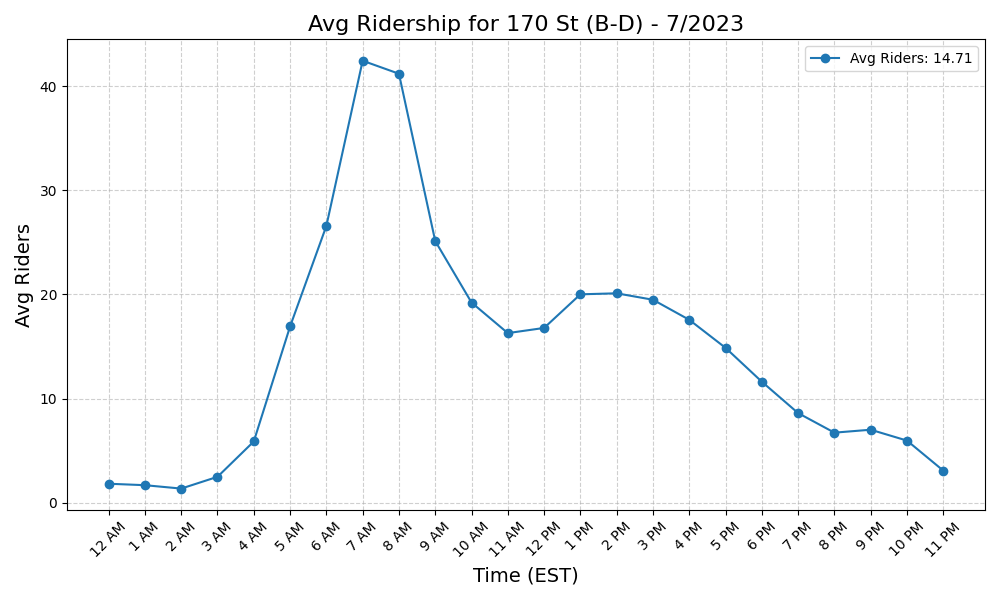 Avg Ridership for 170 St (B-D) - 7/2023
Avg Riders: 14.71
Avg Riders
40
30
20
10
0
12 AM
1 AM
2 AM
3 AM
4 AM
5 AM
6 AM
7 AM
8 AM
9 AM
10 AM
11 AM
12 PM
1 PM
2 PM
3 PM
4 PM
5 PM
6 PM
7 PM
8 PM
9 PM
10 PM
11 PM
Time (EST)